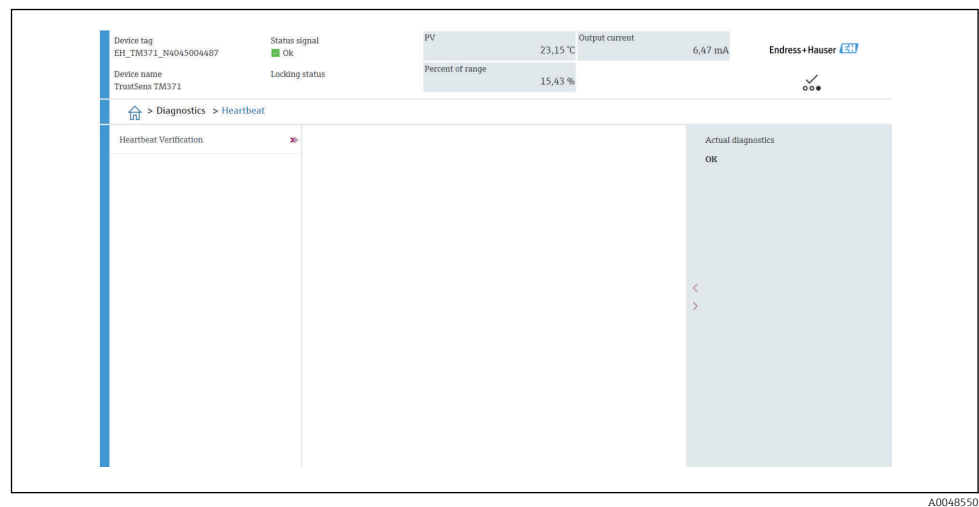 Device tag
EH_TM371_N4045004487
Status signal
Ok
PV
23,15 °C
Output current
6,47 mA
Endress+Hauser EH
Device name
TrustSens TM371
Locking status
Percent of range
15,43 %
> Diagnostics > Heartbeat
Heartbeat Verification
Actual diagnostics
OK
A0048550